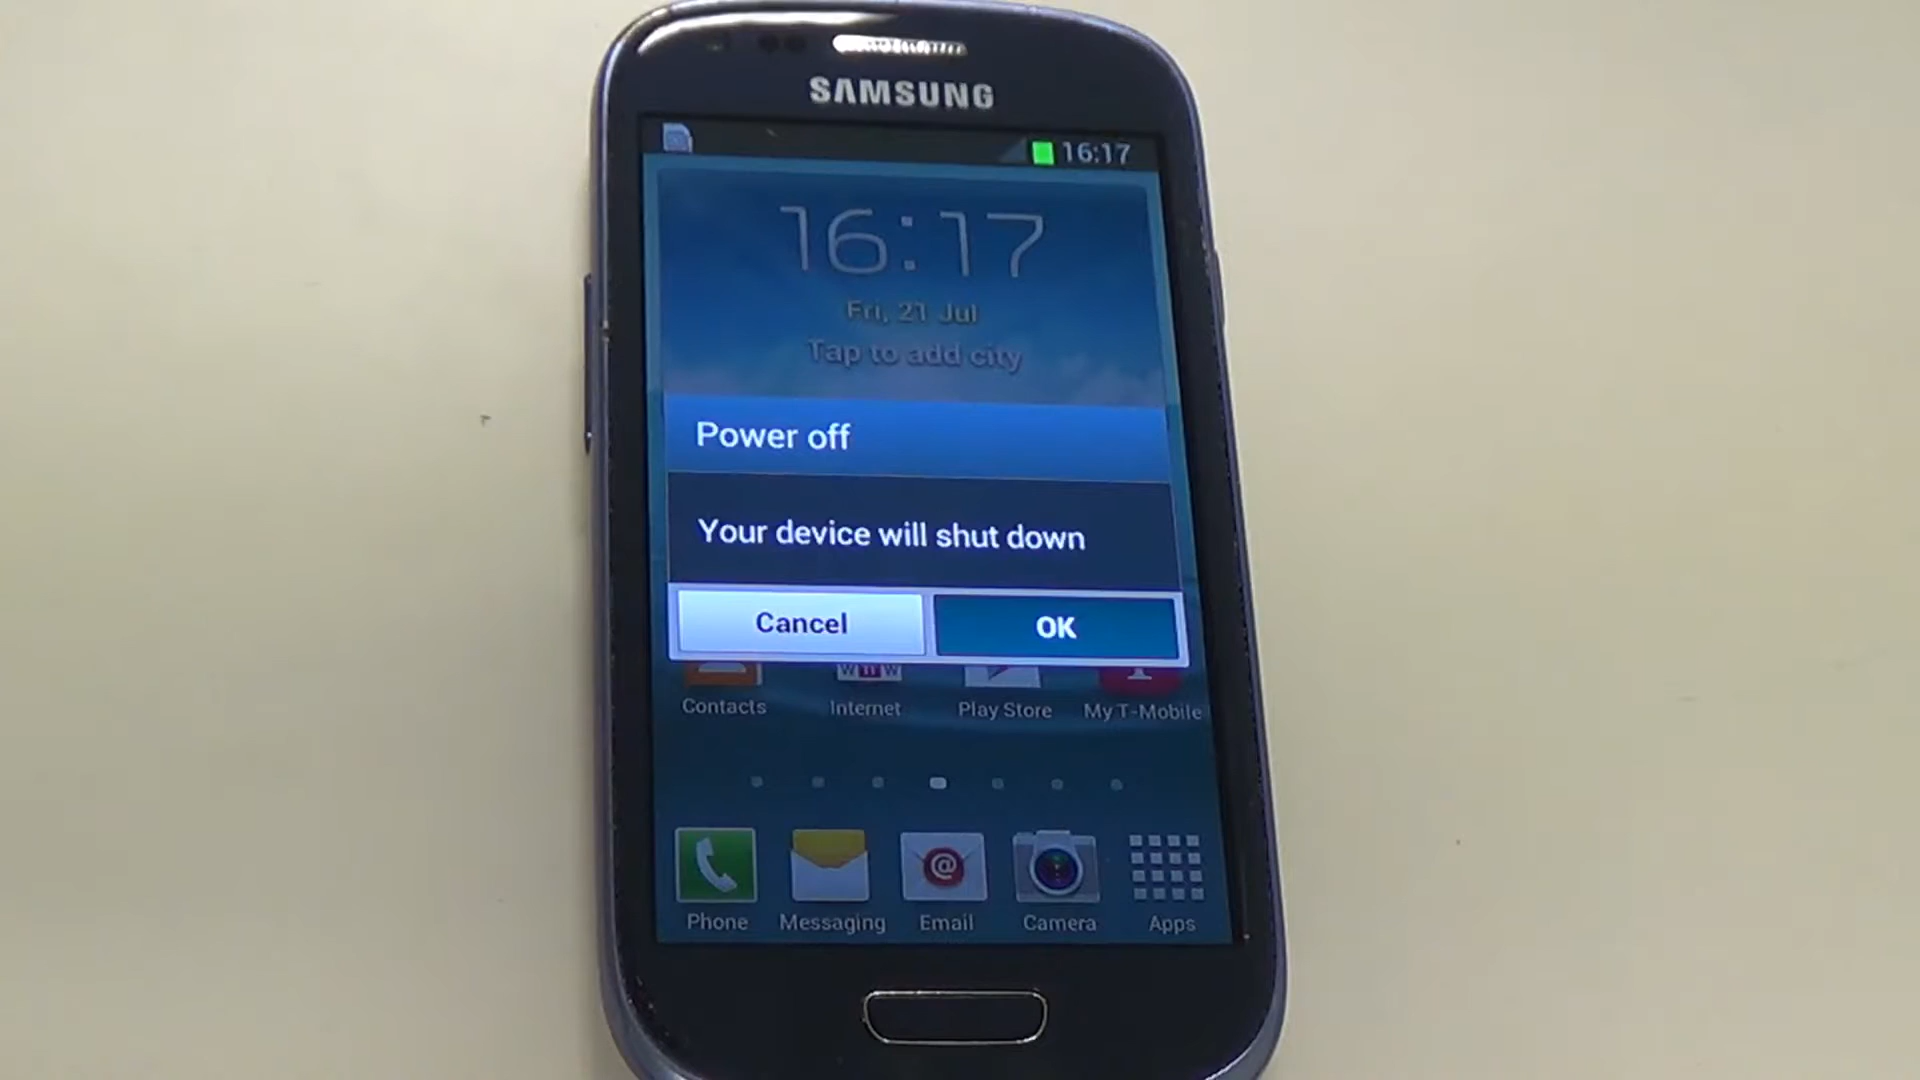 SAMSUNG
16:17
16:17
Fri, 21 Jul
Tap to add city
Power off
Your device will shut down
Cancel OK
Contacts Internet Play Store My T-Mobile
Phone Messaging Email Camera Apps